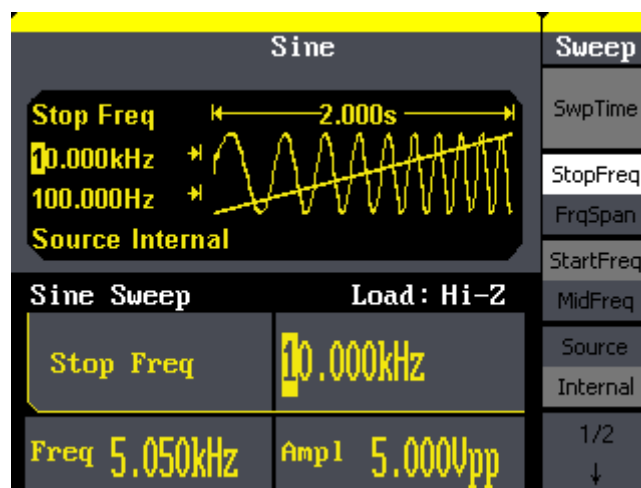 Sine
Sweep
Stop Freq
2.000s
10.000kHz
100.000Hz
Source Internal
SwpTime
StopFreq
FrqSpan
StartFreq
MidFreq
Source
Internal
1/2
↓
Sine Sweep
Load: Hi-Z
Stop Freq
10.000kHz
Freq 5.050kHz
Ampl 5.000Vpp